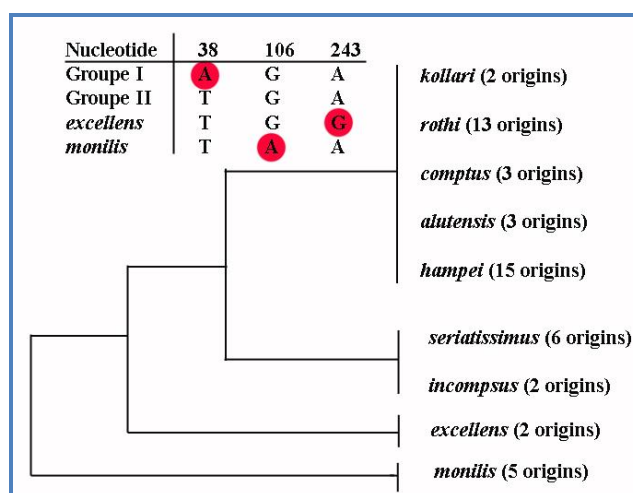 Nucleotide 38 106 243
Groupe I A G A
Groupe II T G A
excellens T G G
monilis T A A
kollari (2 origins)
rothi (13 origins)
comptus (3 origins)
alutensis (3 origins)
hampei (15 origins)
seriatissimus (6 origins)
incompsus (2 origins)
excellens (2 origins)
monilis (5 origins)